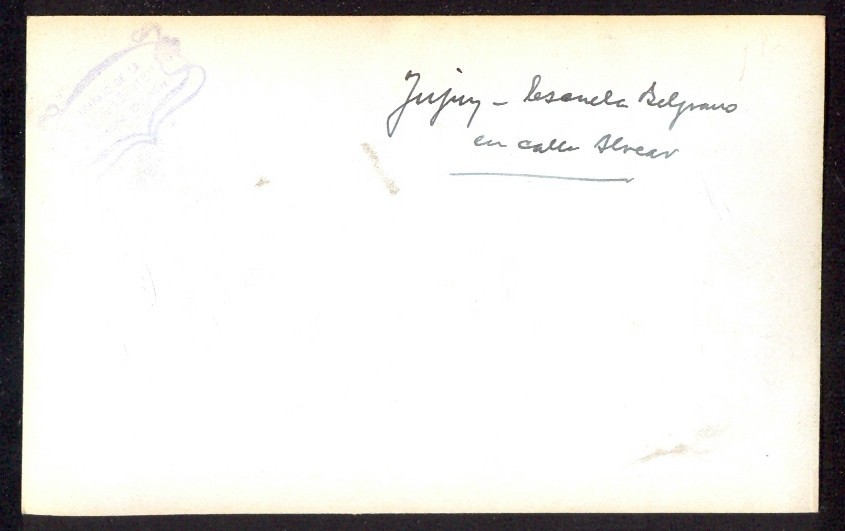 Jujuy - Escuela Belgrano
en calle Alvear